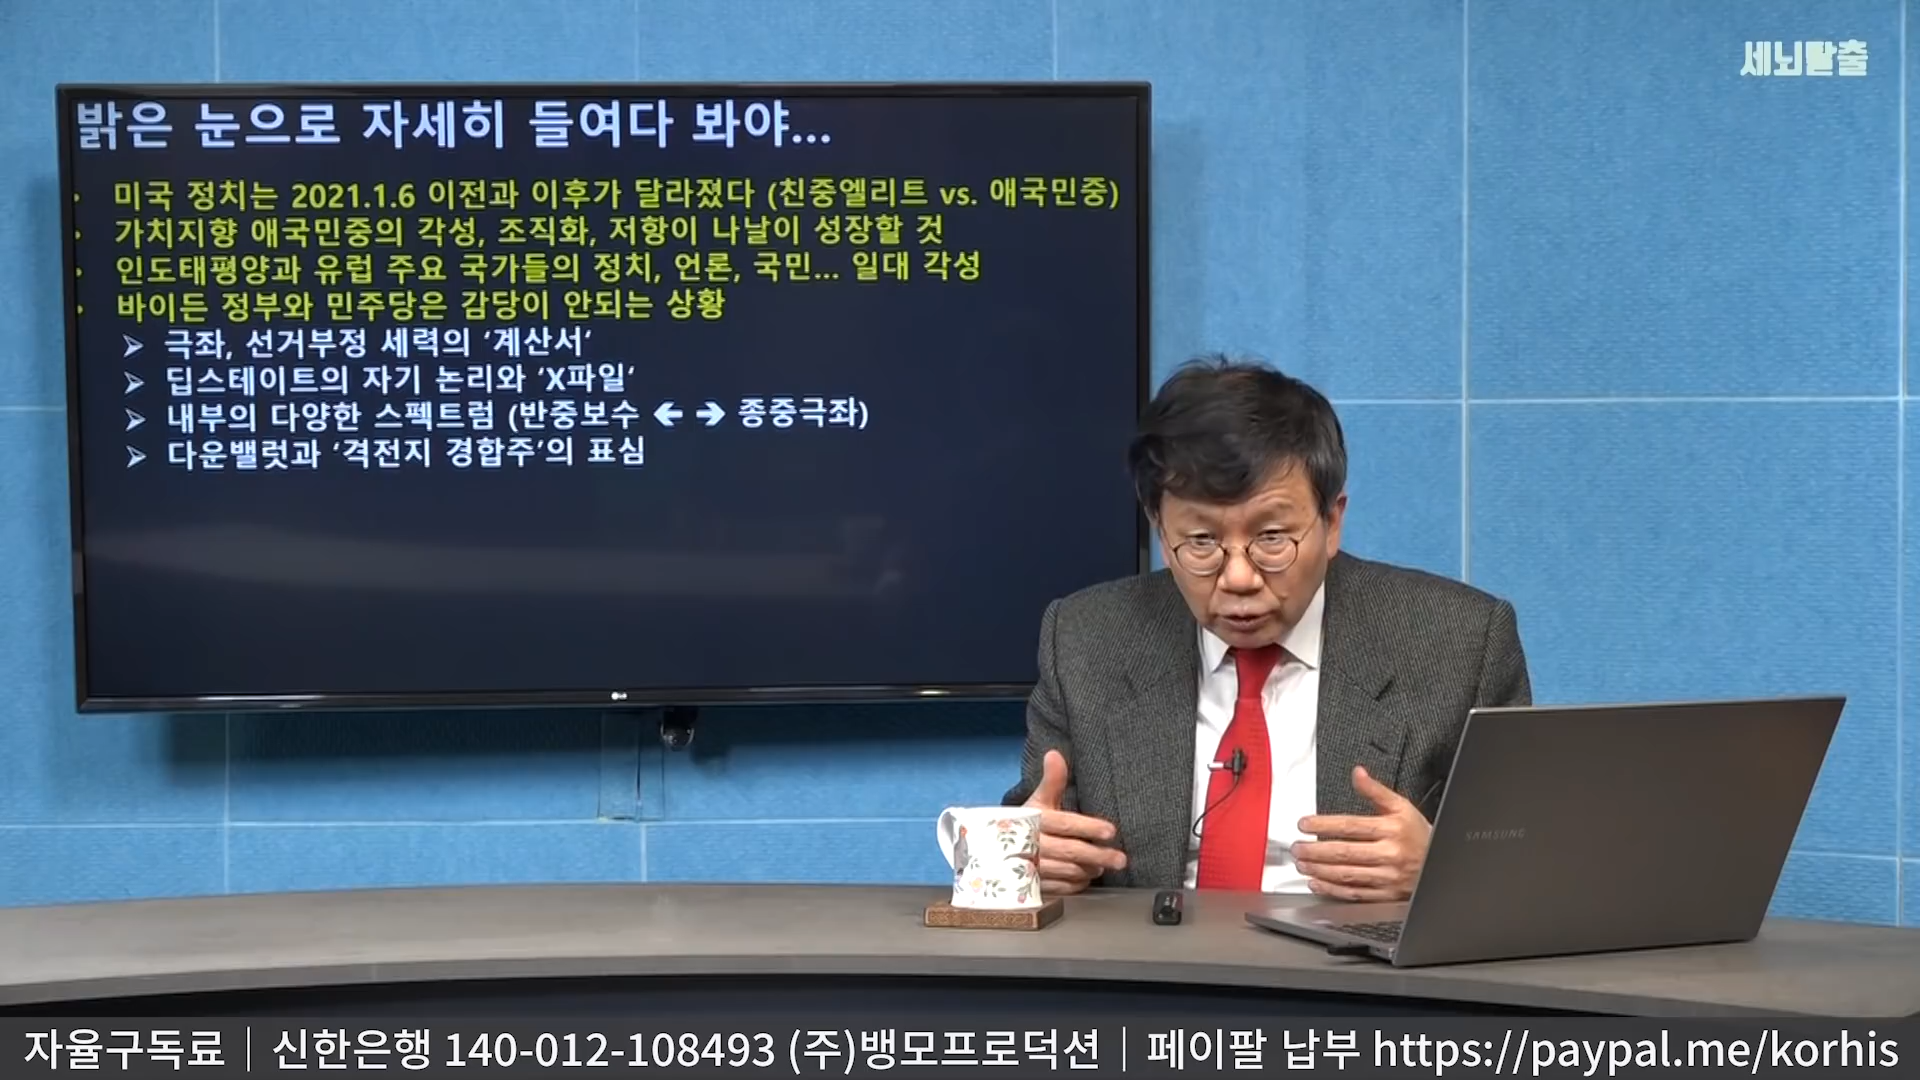 세뇌탈출
밝은 눈으로 자세히 들여다 봐야...
• 미국 정치는 2021.1.6 이전과 이후가 달라졌다 (친중엘리트 vs. 애국민중)
• 가치지향 애국민중의 각성, 조직화, 저항이 나날이 성장할 것
• 인도태평양과 유럽 주요 국가들의 정치, 언론, 국민... 일대 각성
• 바이든 정부와 민주당은 감당이 안되는 상황
➢ 극좌, 선거부정 세력의 ‘계산서‘
➢ 딥스테이트의 자기 논리와 ‘X파일‘
➢ 내부의 다양한 스펙트럼 (반중보수 ← → 종중극좌)
➢ 다운밸럿과 ‘격전지 경합주’의 표심
LG
SAMSUNG
자율구독료│신한은행 140-012-108493 (주)뱅모프로덕션│페이팔 납부 https://paypal.me/korhis